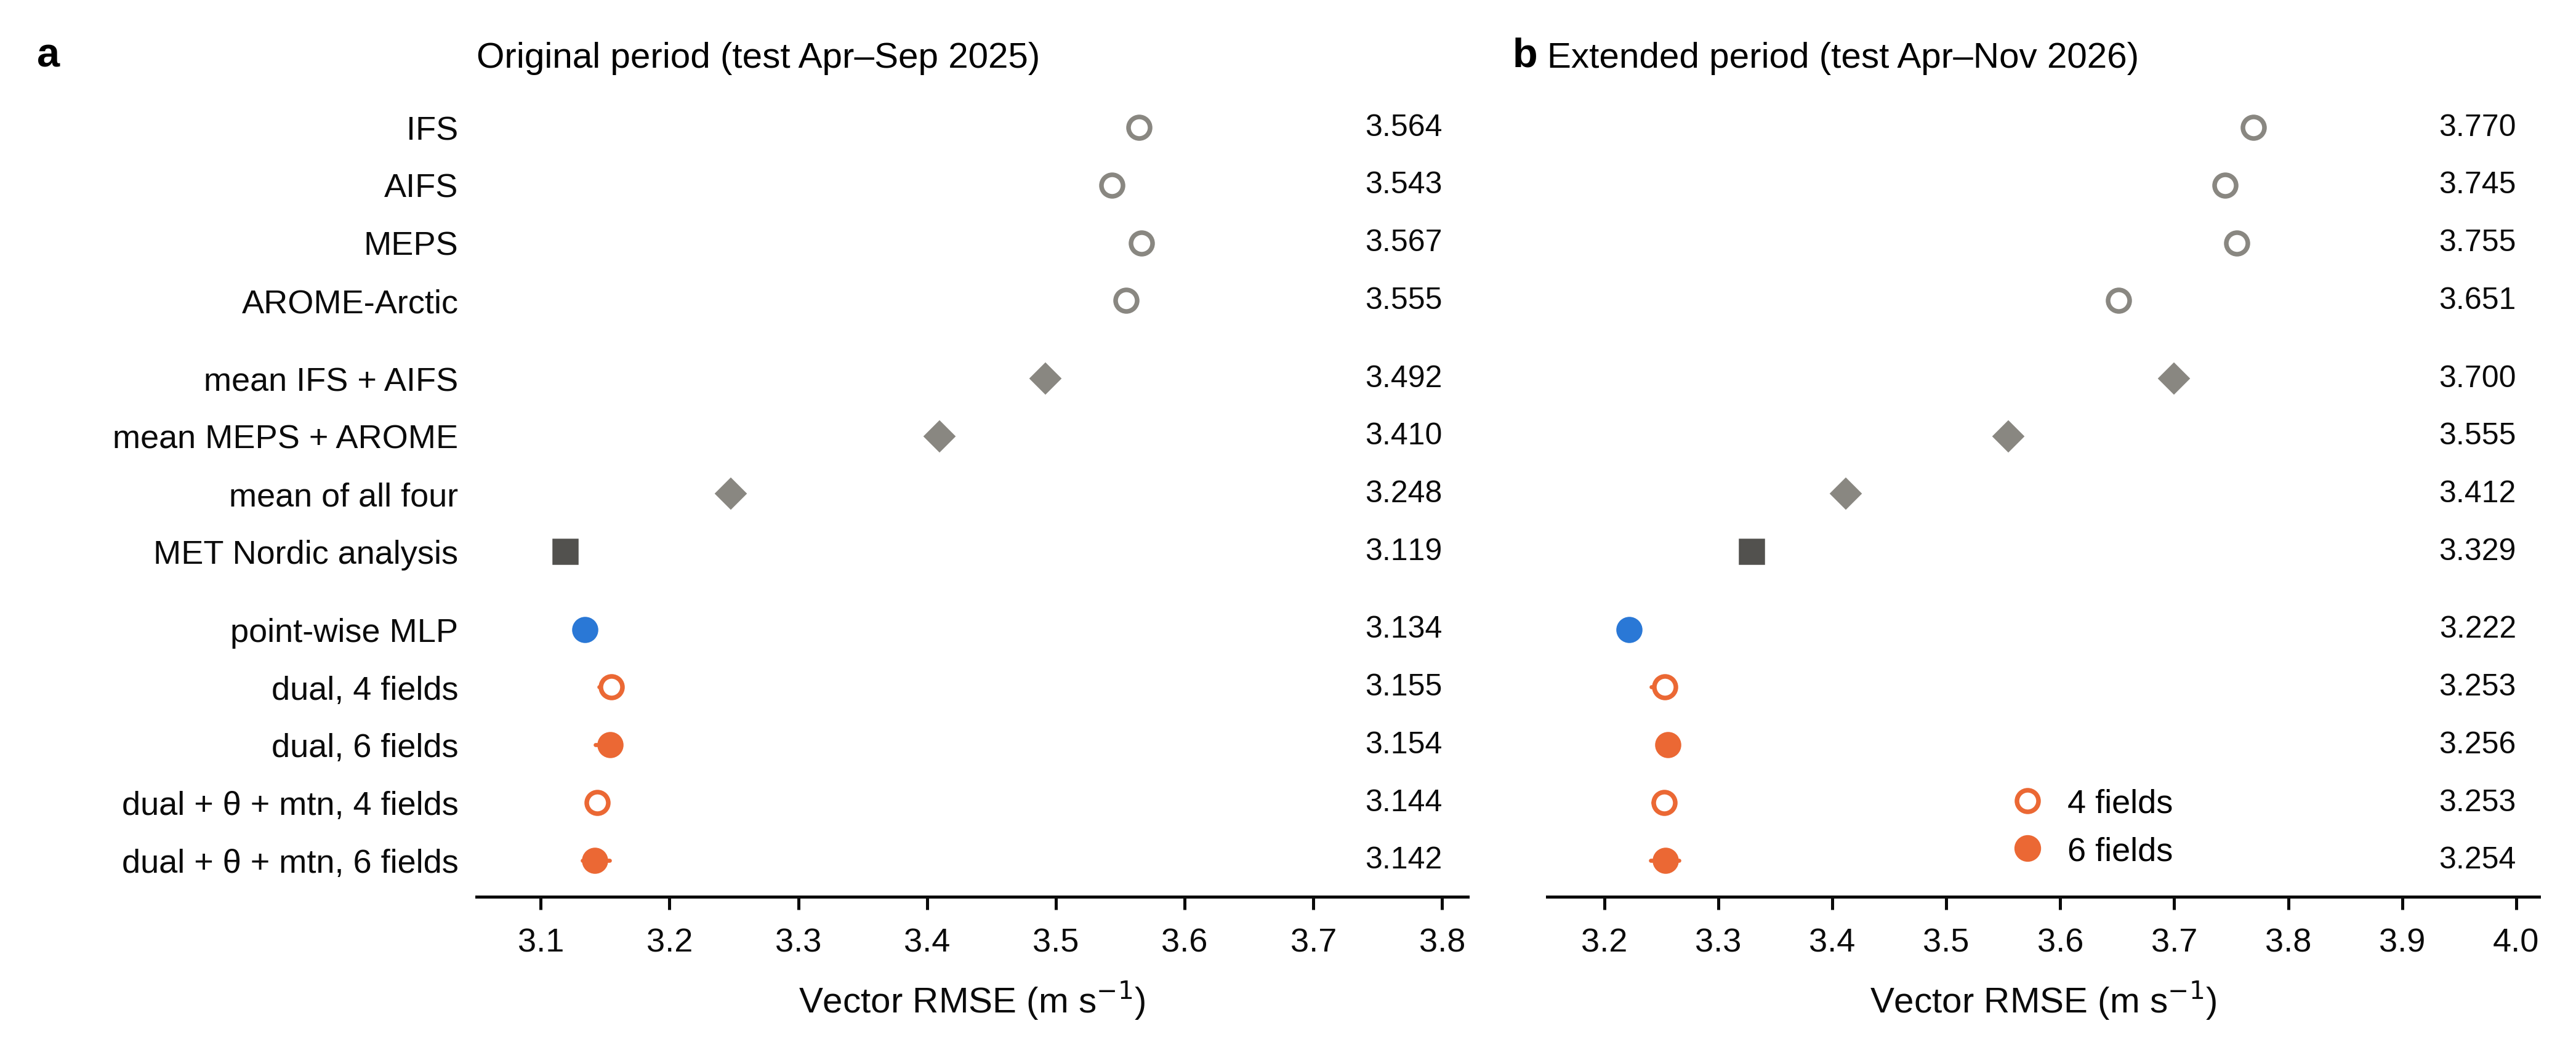 a Original period (test Apr–Sep 2025)
IFS 3.564
AIFS 3.543
MEPS 3.567
AROME-Arctic 3.555
mean IFS + AIFS 3.492
mean MEPS + AROME 3.410
mean of all four 3.248
MET Nordic analysis 3.119
point-wise MLP 3.134
dual, 4 fields 3.155
dual, 6 fields 3.154
dual + θ + mtn, 4 fields 3.144
dual + θ + mtn, 6 fields 3.142
3.1 3.2 3.3 3.4 3.5 3.6 3.7 3.8
Vector RMSE (m s⁻¹)
b Extended period (test Apr–Nov 2026)
3.770
3.745
3.755
3.651
3.700
3.555
3.412
3.329
3.222
3.253
3.256
4 fields 3.253
6 fields 3.254
3.2 3.3 3.4 3.5 3.6 3.7 3.8 3.9 4.0
Vector RMSE (m s⁻¹)